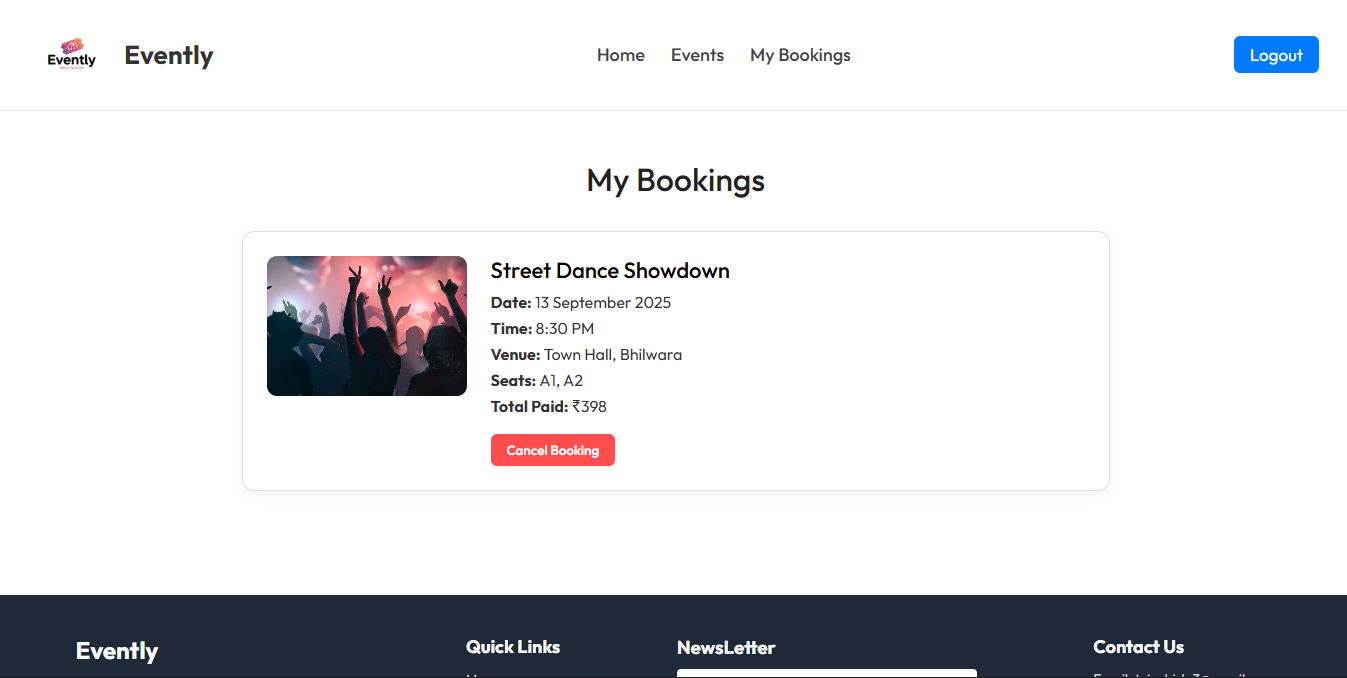 Evently
Evently
Home
Events
My Bookings
Logout
My Bookings
Street Dance Showdown
Date: 13 September 2025
Time: 8:30 PM
Venue: Town Hall, Bhilwara
Seats: A1, A2
Total Paid: ₹398
Cancel Booking
Evently
Quick Links
NewsLetter
Contact Us